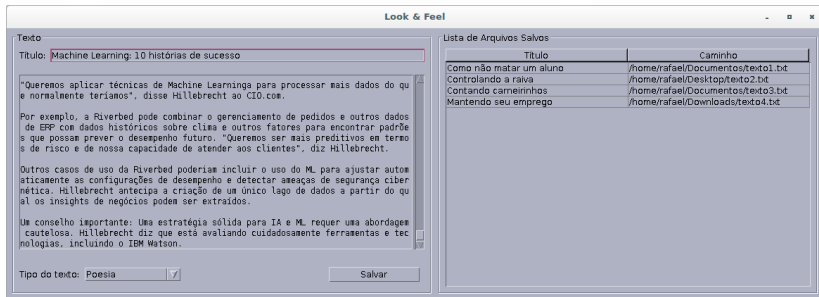 Look & Feel
Texto
Título: Machine Learning: 10 histórias de sucesso
"Queremos aplicar técnicas de Machine Learninga para processar mais dados do qu
e normalmente teríamos", disse Hillebrecht ao CIO.com.
Por exemplo, a Riverbed pode combinar o gerenciamento de pedidos e outros dados
de ERP com dados históricos sobre clima e outros fatores para encontrar padrõe
s que possam prever o desempenho futuro. "Queremos ser mais preditivos em termo
s de risco e de nossa capacidade de atender aos clientes", diz Hillebrecht.
Outros casos de uso da Riverbed poderiam incluir o uso do ML para ajustar autom
aticamente as configurações de desempenho e detectar ameaças de segurança ciber
nética. Hillebrecht antecipa a criação de um único lago de dados a partir do qu
al os insights de negócios podem ser extraídos.
Um conselho importante: Uma estratégia sólida para IA e ML requer uma abordagem
cautelosa. Hillebrecht diz que está avaliando cuidadosamente ferramentas e tec
nologias, incluindo o IBM Watson.
Tipo do texto: Poesia
Salvar
Lista de Arquivos Salvos
Título Caminho
Como não matar um aluno /home/rafael/Documentos/texto1.txt
Controlando a raiva /home/rafael/Desktop/texto2.txt
Contando carneirinhos /home/rafael/Documentos/texto3.txt
Mantendo seu emprego /home/rafael/Downloads/texto4.txt